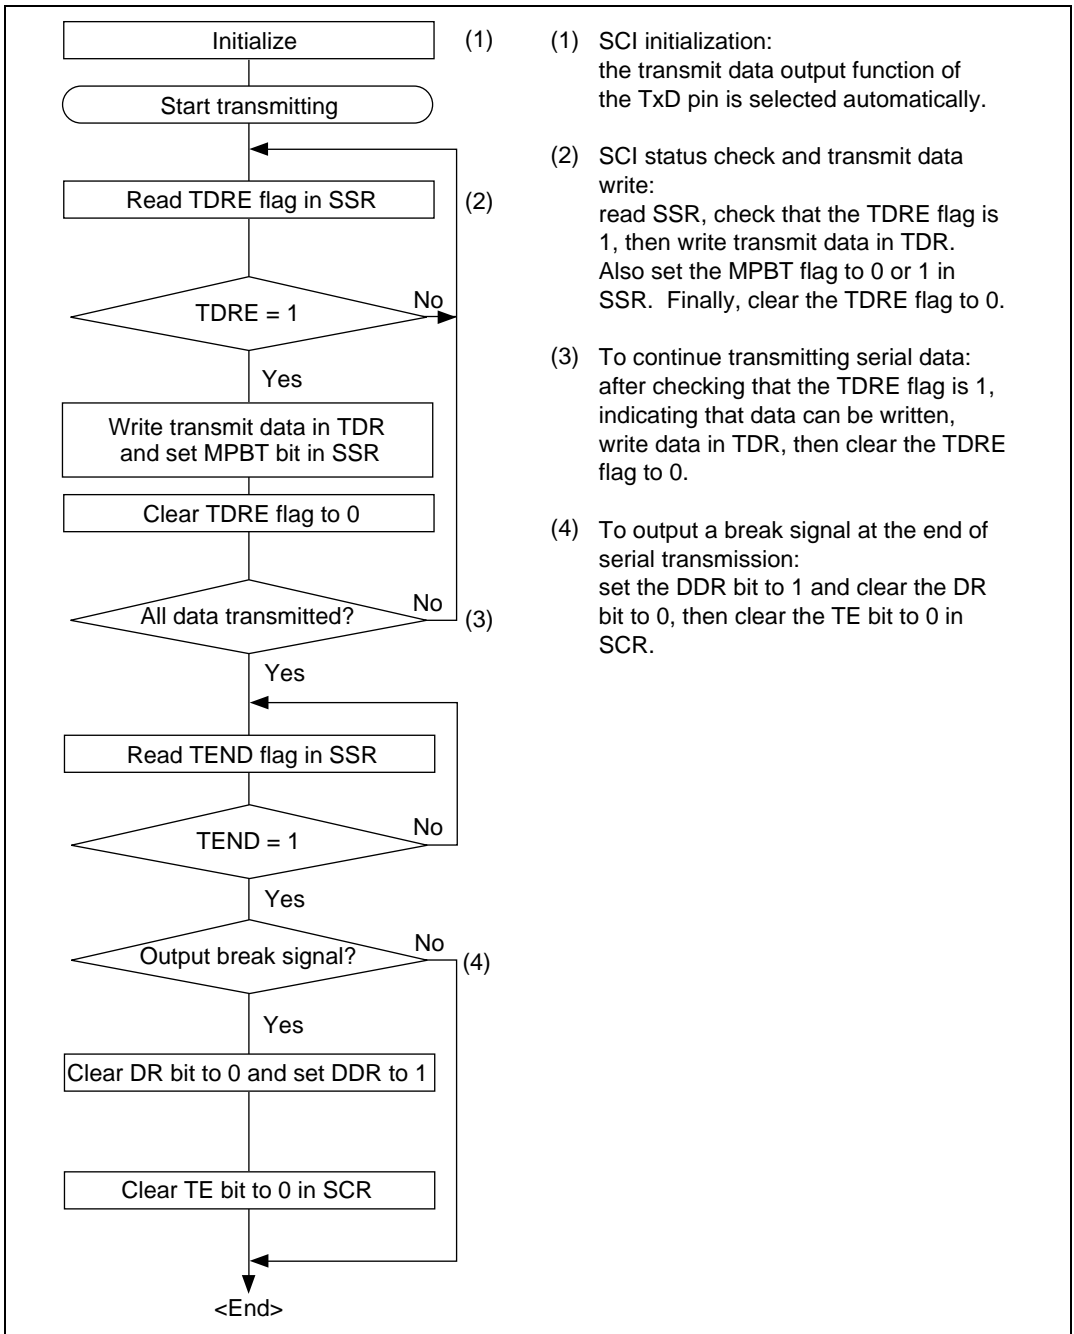 Initialize
(1)
Start transmitting
Read TDRE flag in SSR
(2)
TDRE = 1
No
Yes
Write transmit data in TDR
and set MPBT bit in SSR
Clear TDRE flag to 0
All data transmitted?
No
(3)
Yes
Read TEND flag in SSR
TEND = 1
No
Yes
Output break signal?
No
(4)
Yes
Clear DR bit to 0 and set DDR to 1
Clear TE bit to 0 in SCR
<End>
(1) SCI initialization:
the transmit data output function of
the TxD pin is selected automatically.
(2) SCI status check and transmit data
write:
read SSR, check that the TDRE flag is
1, then write transmit data in TDR.
Also set the MPBT flag to 0 or 1 in
SSR. Finally, clear the TDRE flag to 0.
(3) To continue transmitting serial data:
after checking that the TDRE flag is 1,
indicating that data can be written,
write data in TDR, then clear the TDRE
flag to 0.
(4) To output a break signal at the end of
serial transmission:
set the DDR bit to 1 and clear the DR
bit to 0, then clear the TE bit to 0 in
SCR.